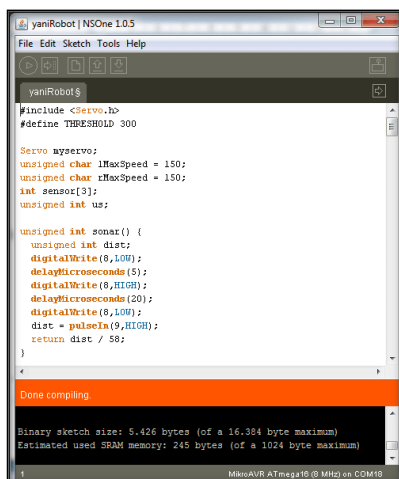 yaniRobot | NSOne 1.0.5
File Edit Sketch Tools Help
yaniRobot §
#include <Servo.h>
#define THRESHOLD 300
Servo myservo;
unsigned char lMaxSpeed = 150;
unsigned char rMaxSpeed = 150;
int sensor[3];
unsigned int us;
unsigned int sonar() {
unsigned int dist;
digitalWrite(8,LOW);
delayMicroseconds(5);
digitalWrite(8,HIGH);
delayMicroseconds(20);
digitalWrite(8,LOW);
dist = pulseIn(9,HIGH);
return dist / 58;
}
Done compiling.
Binary sketch size: 5.426 bytes (of a 16.384 byte maximum)
Estimated used SRAM memory: 245 bytes (of a 1024 byte maximum)
1 MikroAVR ATmega16 (8 MHz) on COM18